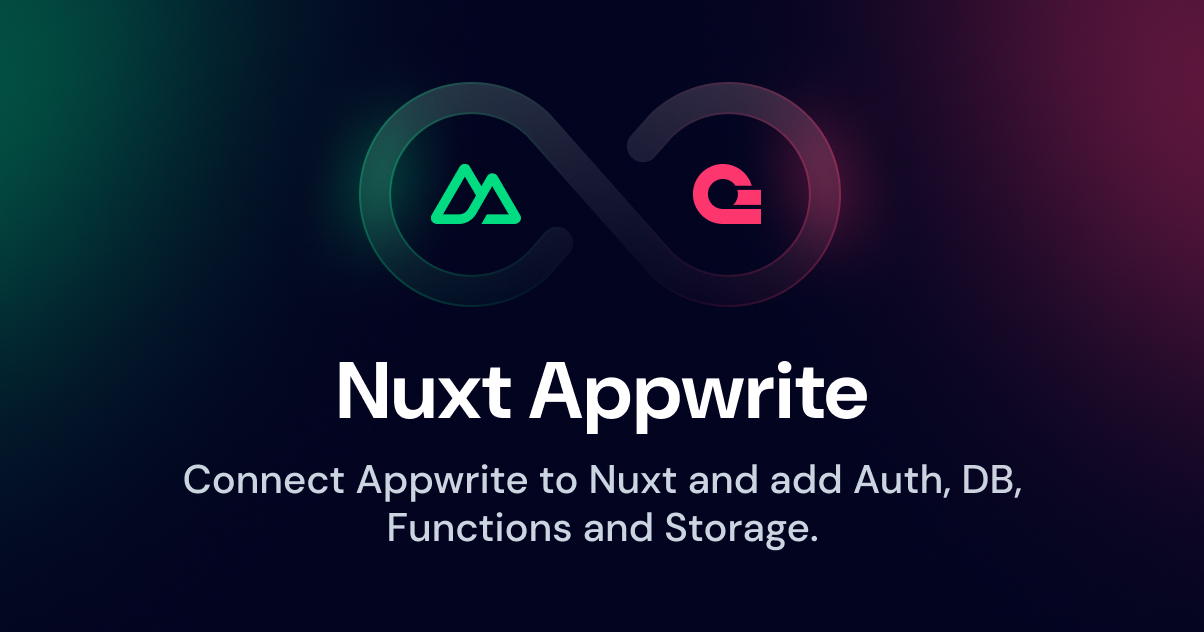 Nuxt Appwrite
Connect Appwrite to Nuxt and add Auth, DB,
Functions and Storage.